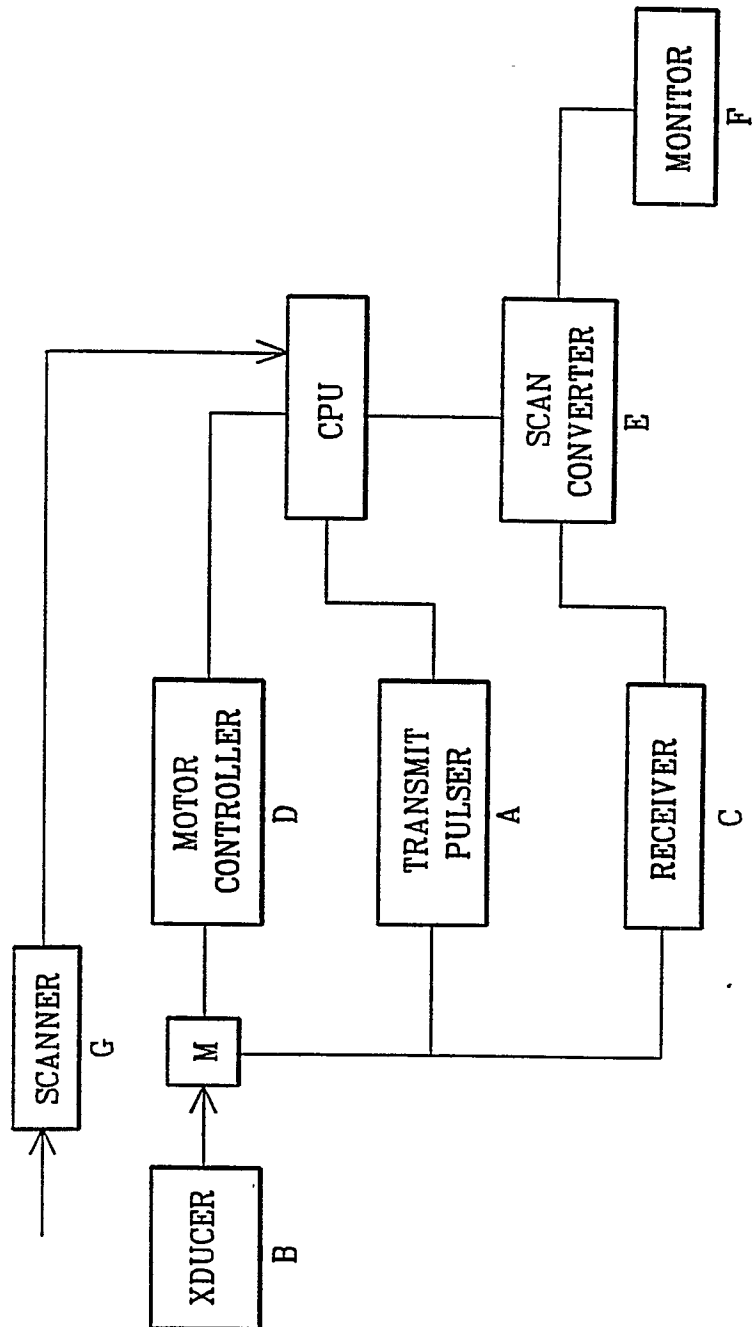 SCANNER
G
XDUCER
B
M
MOTOR
CONTROLLER
D
TRANSMIT
PULSER
A
RECEIVER
C
CPU
SCAN
CONVERTER
E
MONITOR
F